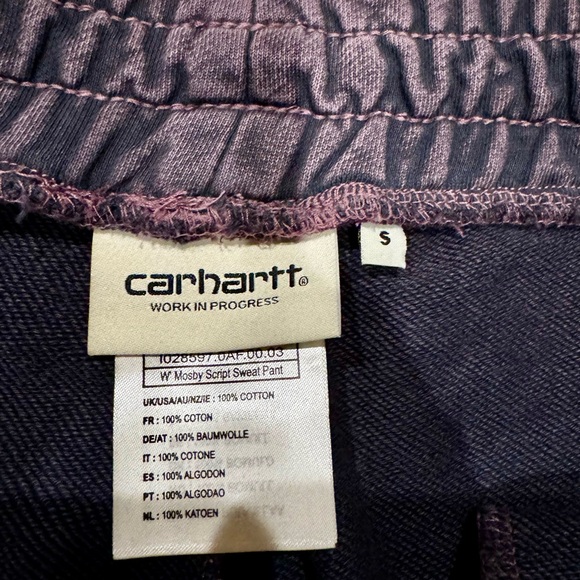 carhartt®
WORK IN PROGRESS
S
I028597.0AF.00.03
W' Mosby Script Sweat Pant
UK/USA/AU/NZ/IE : 100% COTTON
FR : 100% COTON
DE/AT : 100% BAUMWOLLE
IT : 100% COTONE
ES : 100% ALGODON
PT : 100% ALGODAO
NL : 100% KATOEN